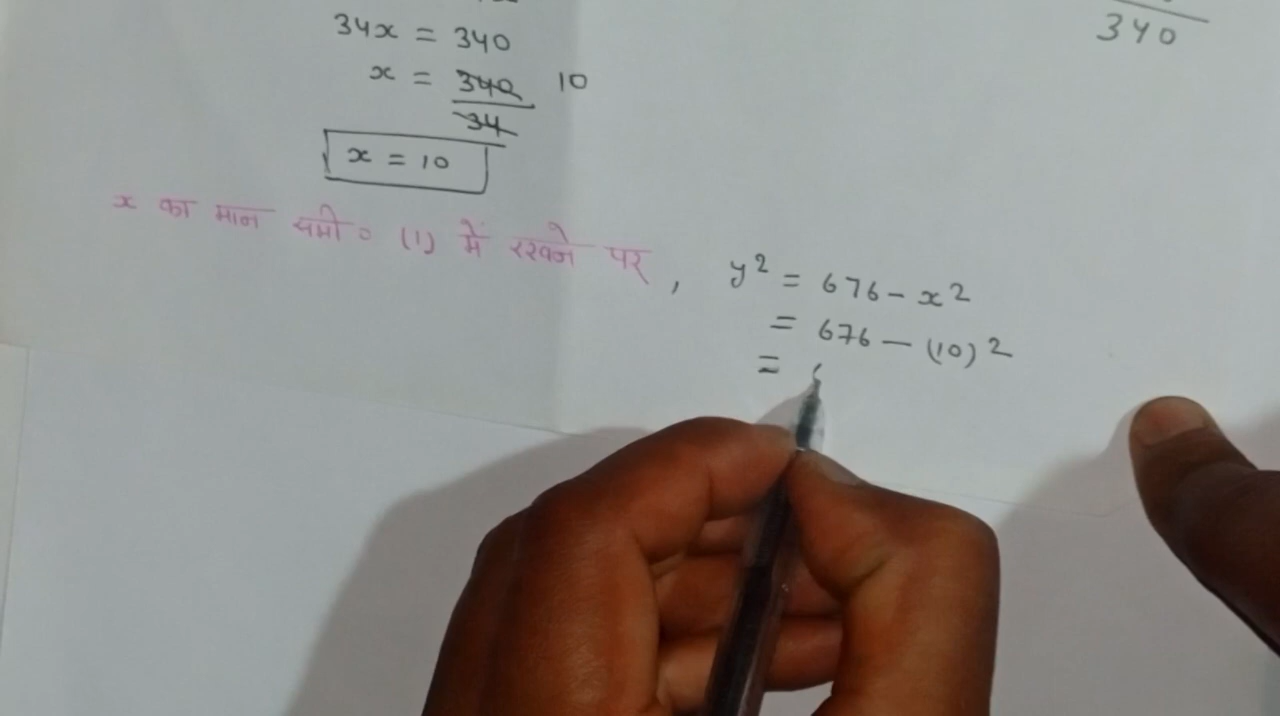 34x = 340
x = 340/34 10
x = 10
340
x का मान समी० (1) में रखने पर, y² = 676 - x²
= 676 - (10)²
=